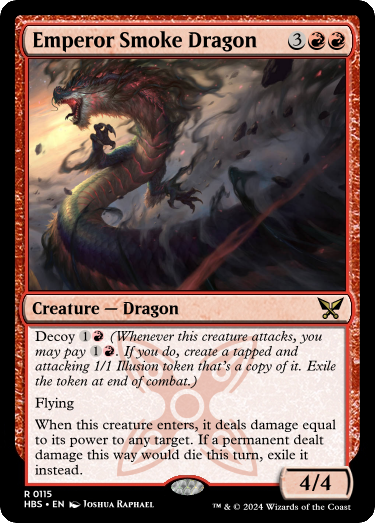 Emperor Smoke Dragon 3
Creature — Dragon
Decoy 1 (Whenever this creature attacks, you
may pay 1. If you do, create a tapped and
attacking 1/1 Illusion token that's a copy of it. Exile
the token at end of combat.)
Flying
When this creature enters, it deals damage equal
to its power to any target. If a permanent dealt
damage this way would die this turn, exile it
instead.
4/4
R 0115
HBS • EN Joshua Raphael
™ & © 2024 Wizards of the Coast